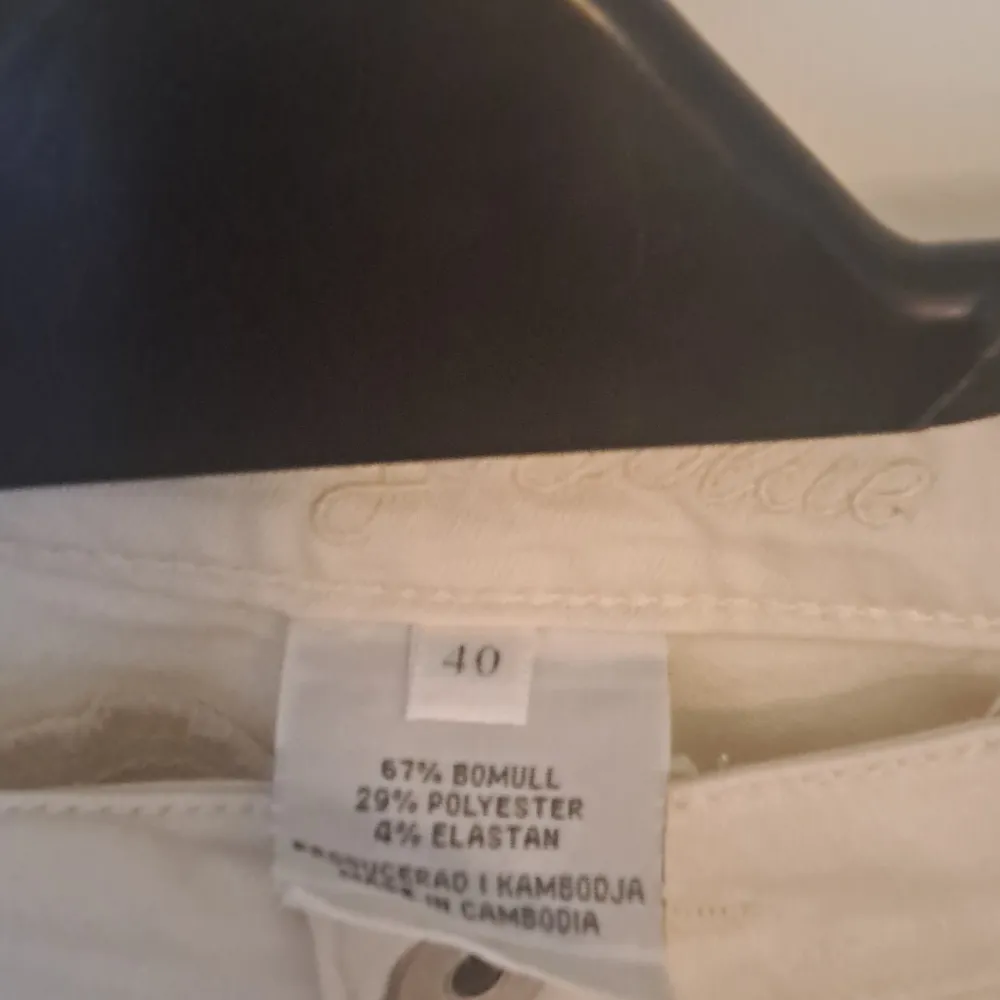 40
67% BOMULL
29% POLYESTER
4% ELASTAN
PRODUCERAD I KAMBODJA
MADE IN CAMBODIA